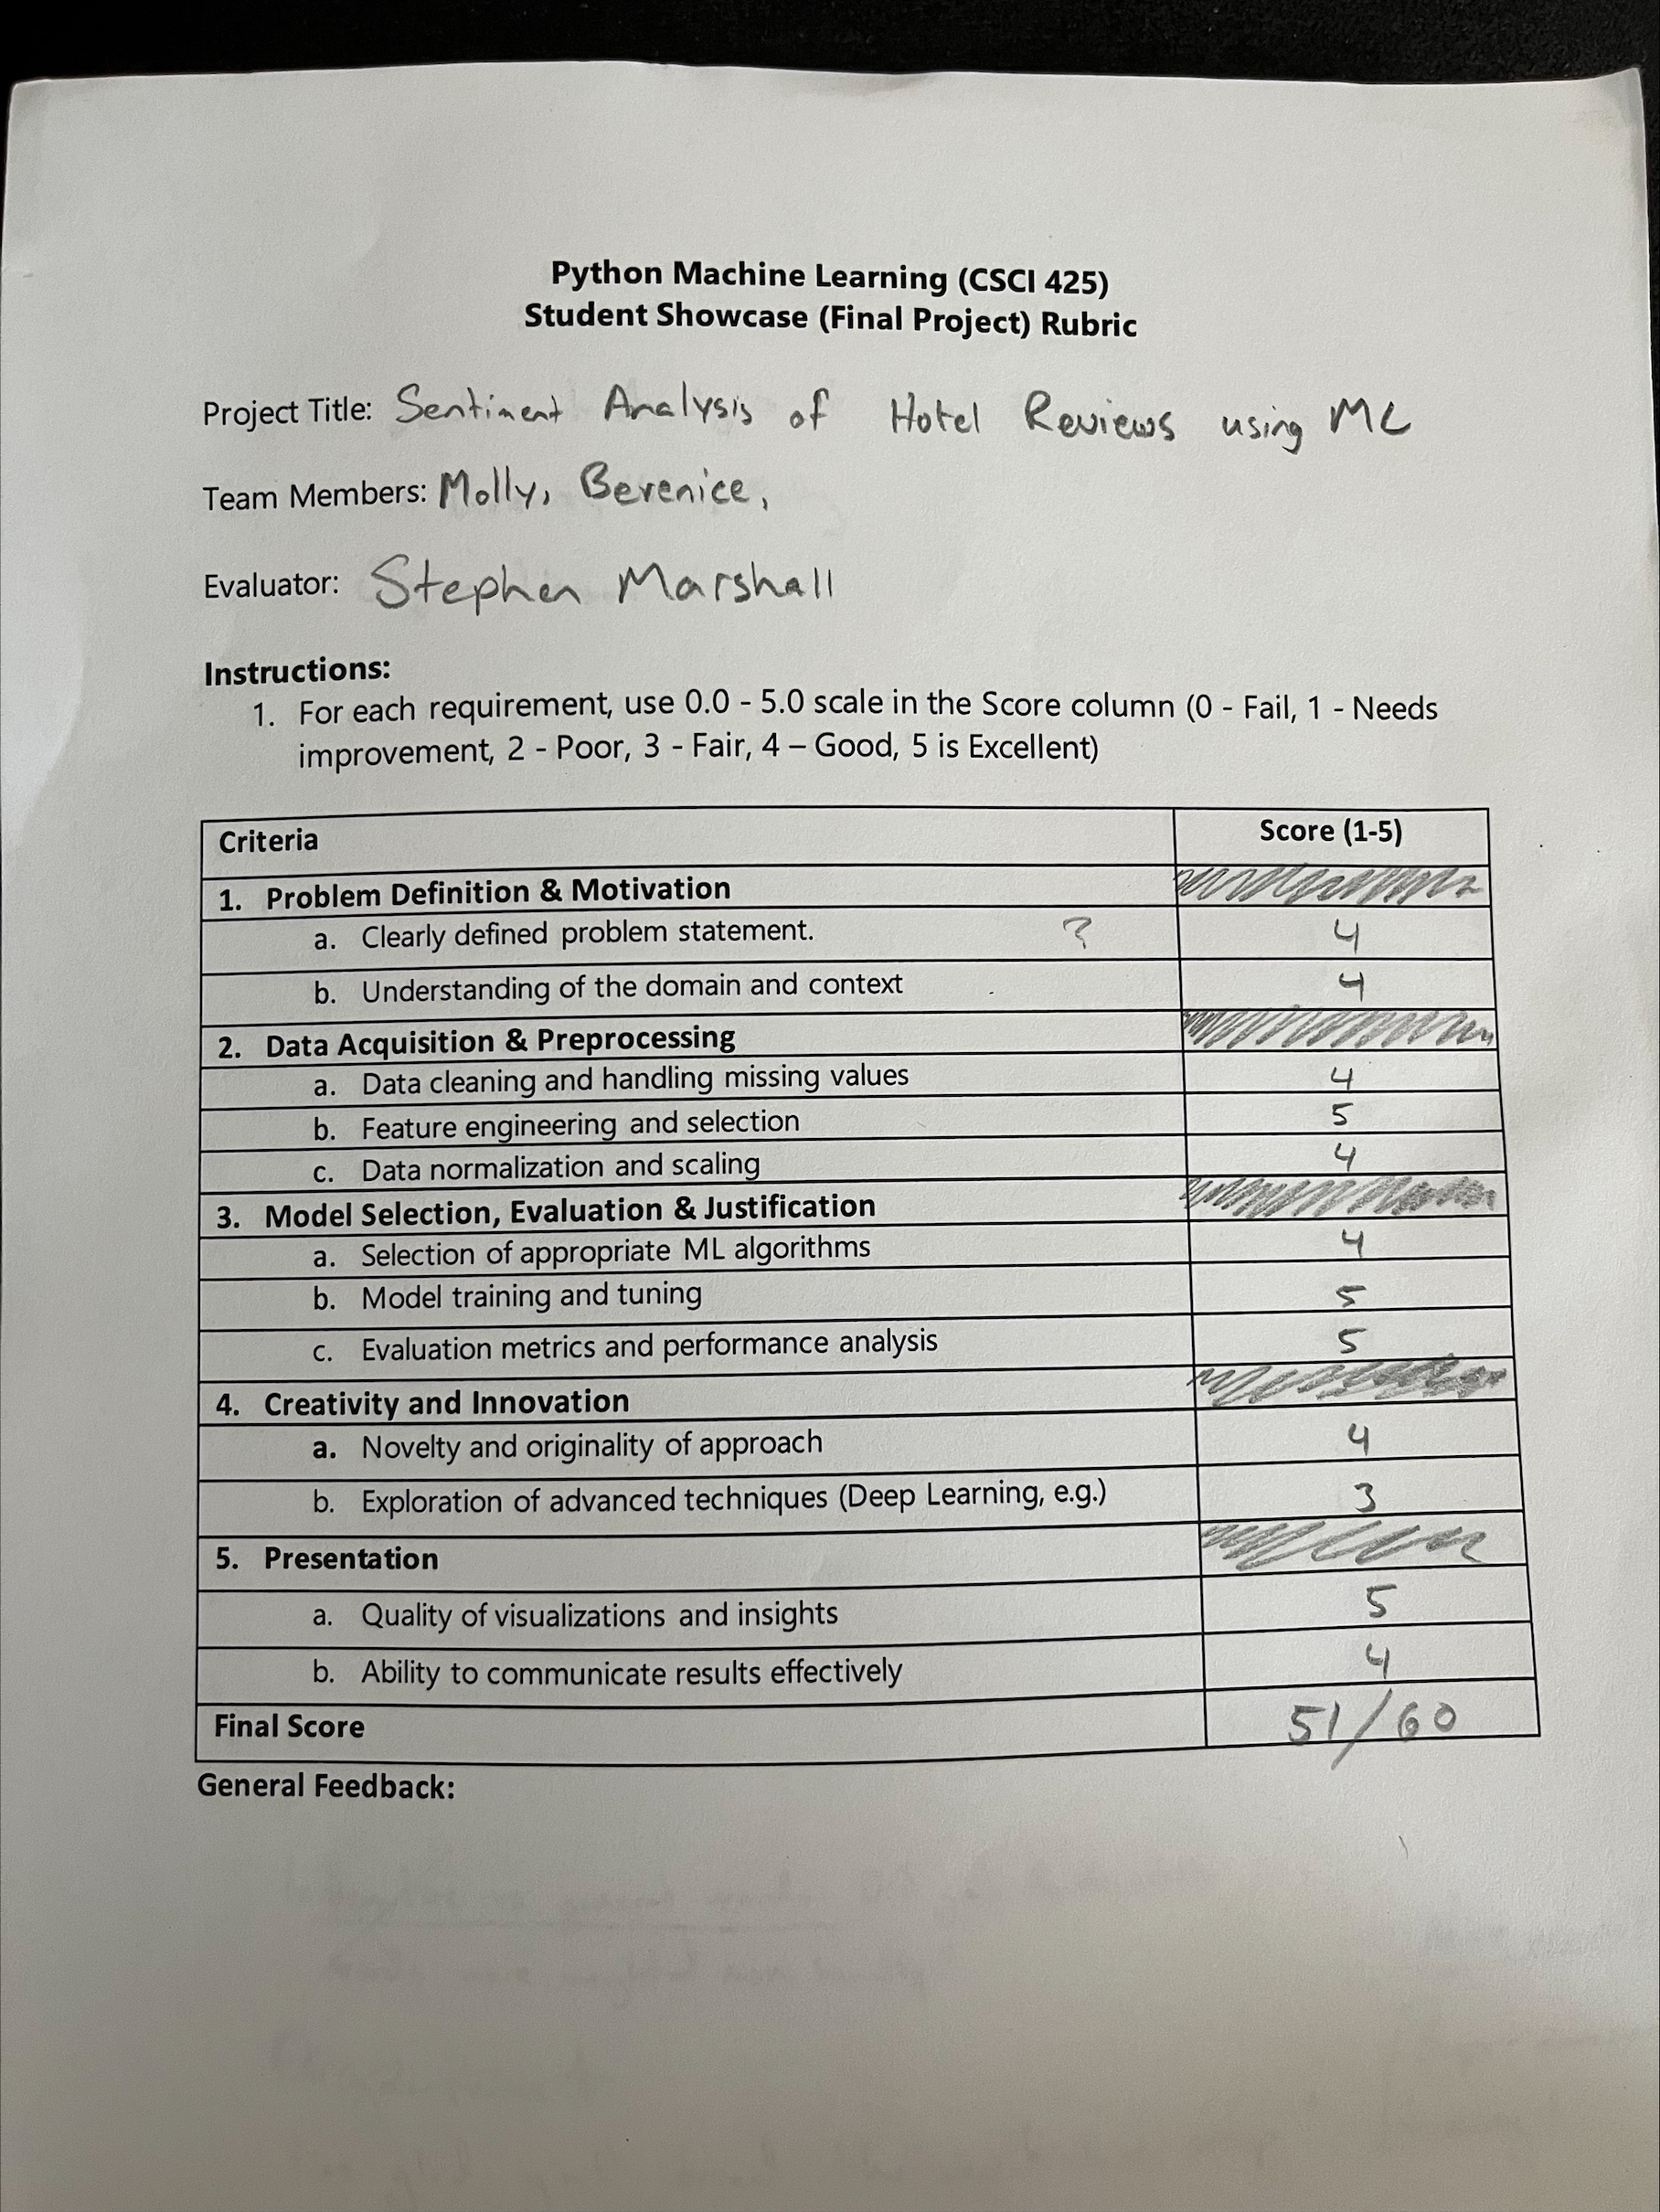 Python Machine Learning (CSCI 425)
Student Showcase (Final Project) Rubric
Project Title: Sentiment Analysis of Hotel Reviews using ML
Team Members: Molly, Berenice,
Evaluator: Stephen Marshall
Instructions:
1. For each requirement, use 0.0 - 5.0 scale in the Score column (0 - Fail, 1 - Needs
improvement, 2 - Poor, 3 - Fair, 4 – Good, 5 is Excellent)
Criteria Score (1-5)
1. Problem Definition & Motivation
a. Clearly defined problem statement. ? 4
b. Understanding of the domain and context 4
2. Data Acquisition & Preprocessing
a. Data cleaning and handling missing values 4
b. Feature engineering and selection 5
c. Data normalization and scaling 4
3. Model Selection, Evaluation & Justification
a. Selection of appropriate ML algorithms 4
b. Model training and tuning 5
c. Evaluation metrics and performance analysis 5
4. Creativity and Innovation
a. Novelty and originality of approach 4
b. Exploration of advanced techniques (Deep Learning, e.g.) 3
5. Presentation
a. Quality of visualizations and insights 5
b. Ability to communicate results effectively 4
Final Score 51/60
General Feedback: